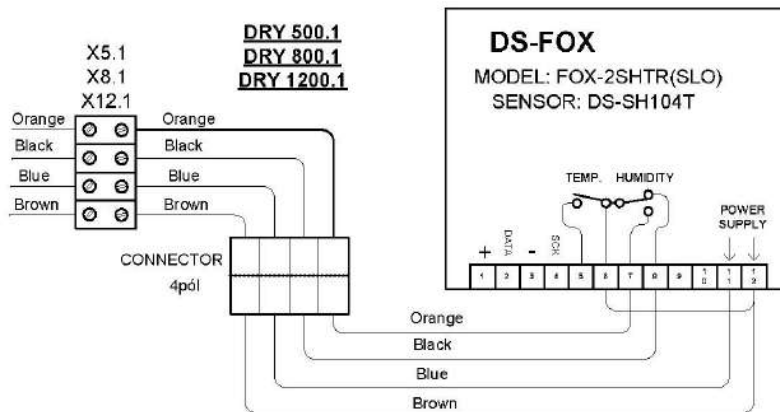 DRY 500.1
DRY 800.1
DRY 1200.1
X5.1
X8.1
X12.1
Orange
Black
Blue
Brown
Orange
Black
Blue
Brown
CONNECTOR
4pól
DS-FOX
MODEL: FOX-2SHTR(SLO)
SENSOR: DS-SH104T
TEMP. HUMIDITY
POWER
SUPPLY
+ DATA - SCK
1 2 3 4 5 6 7 8 9 10 11 12
Orange
Black
Blue
Brown